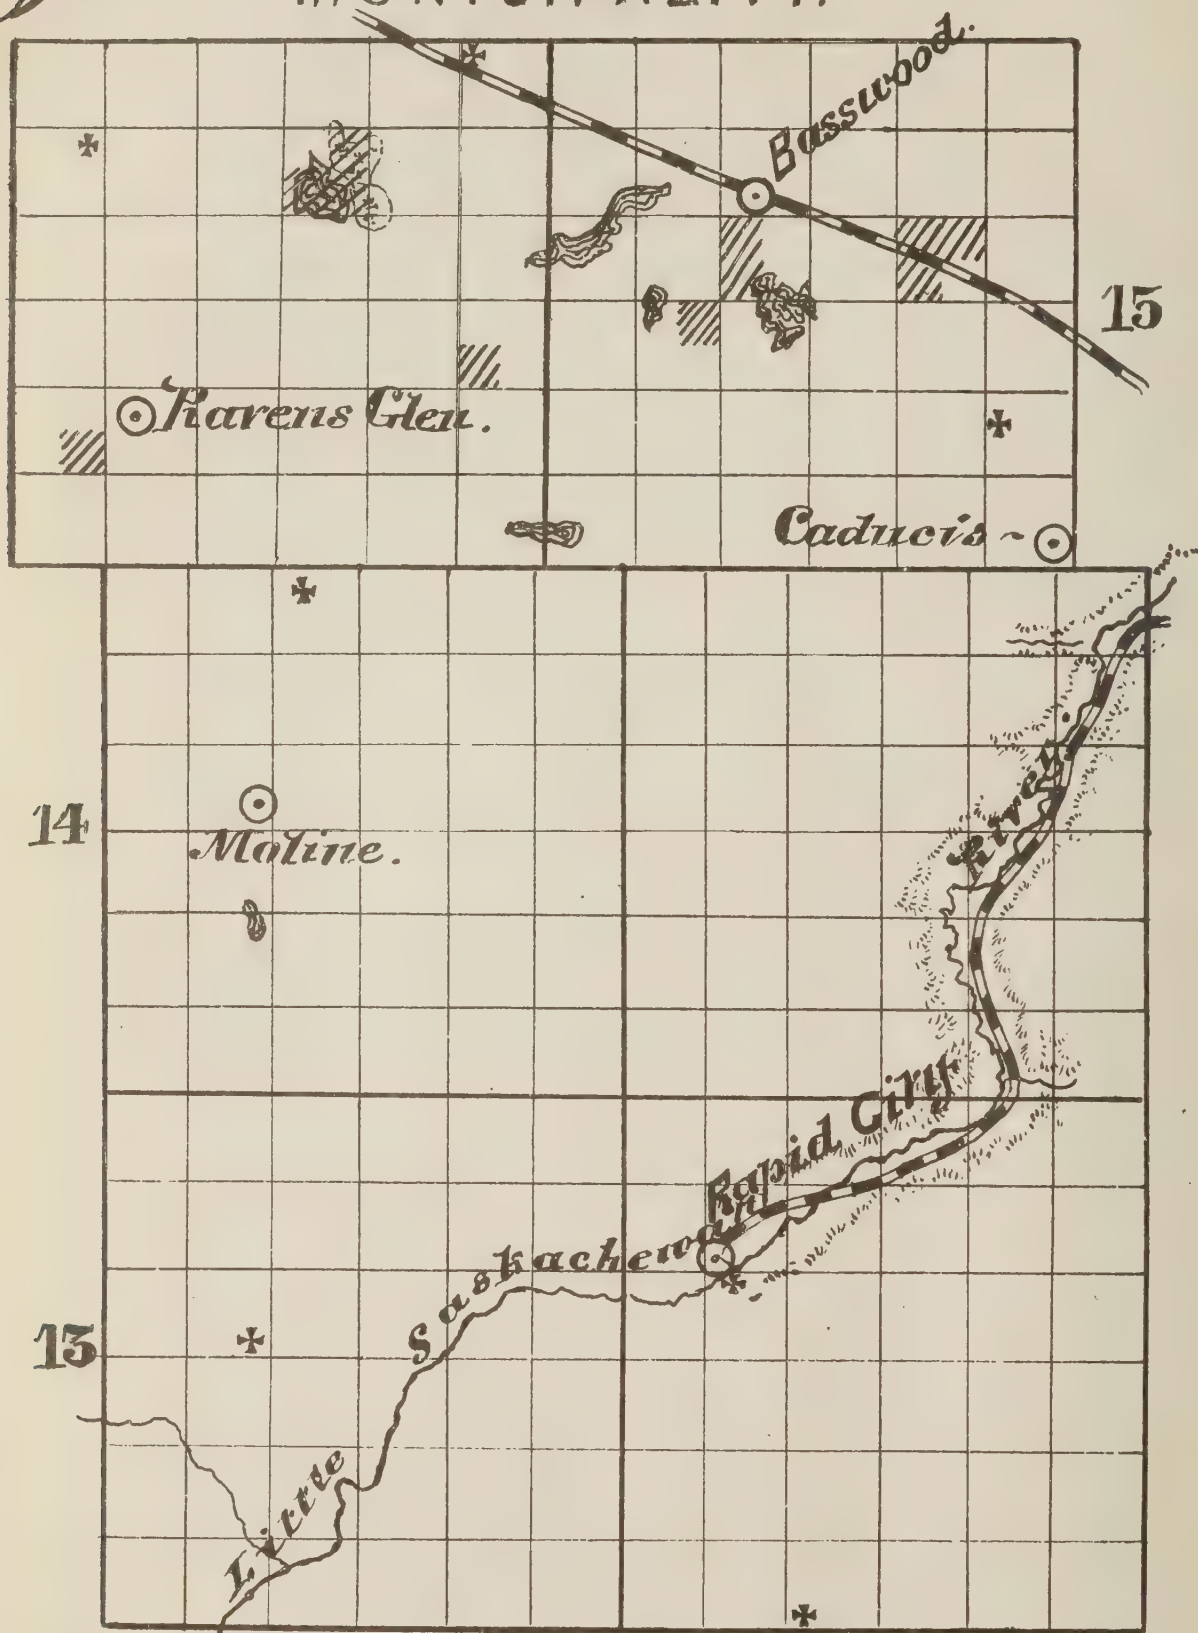 Basswood.
15
Ravens Glen.
Caducis
14
Moline.
River.
Rapid City
13
Little Saskachewan